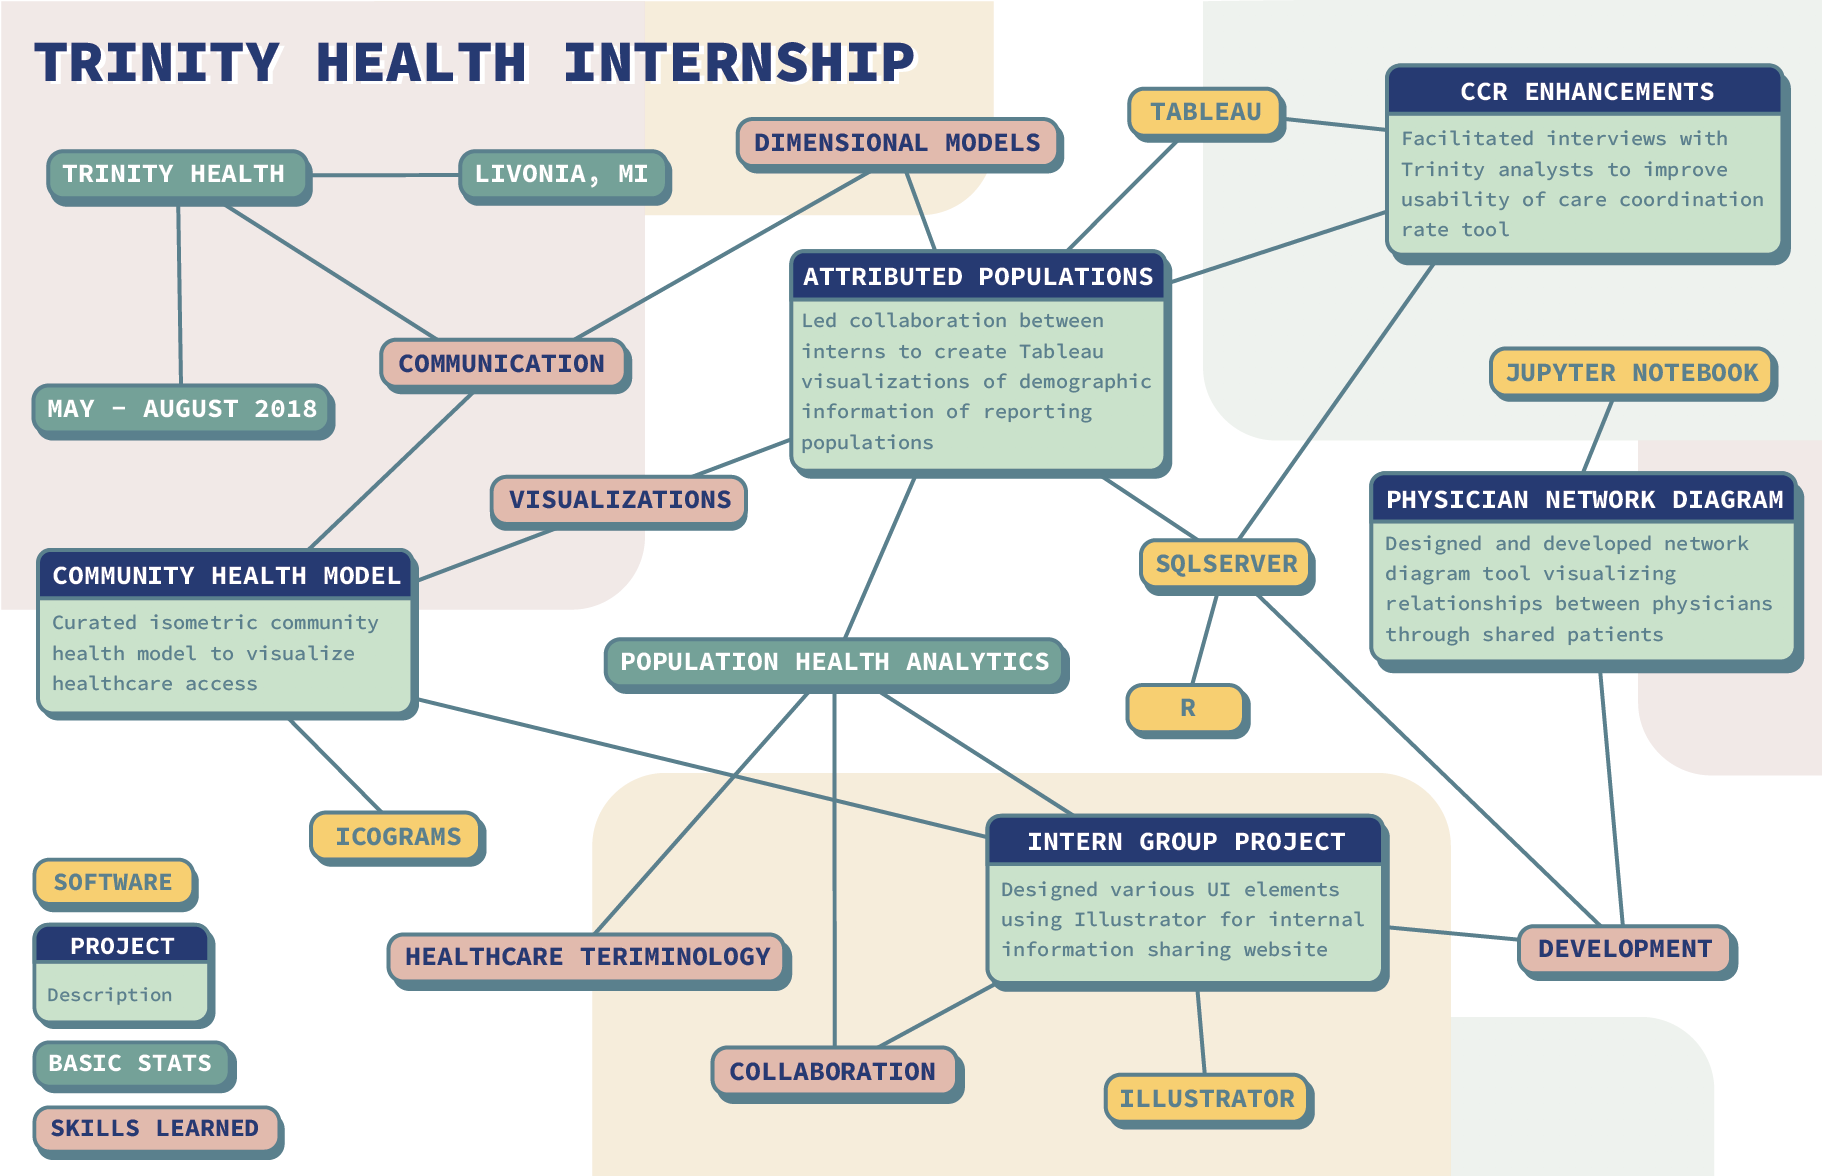 TRINITY HEALTH INTERNSHIP
TRINITY HEALTH
LIVONIA, MI
MAY – AUGUST 2018
COMMUNICATION
DIMENSIONAL MODELS
TABLEAU
CCR ENHANCEMENTS
Facilitated interviews with
Trinity analysts to improve
usability of care coordination
rate tool
ATTRIBUTED POPULATIONS
Led collaboration between
interns to create Tableau
visualizations of demographic
information of reporting
populations
JUPYTER NOTEBOOK
VISUALIZATIONS
PHYSICIAN NETWORK DIAGRAM
Designed and developed network
diagram tool visualizing
relationships between physicians
through shared patients
COMMUNITY HEALTH MODEL
Curated isometric community
health model to visualize
healthcare access
SQLSERVER
POPULATION HEALTH ANALYTICS
R
ICOGRAMS
INTERN GROUP PROJECT
Designed various UI elements
using Illustrator for internal
information sharing website
HEALTHCARE TERIMINOLOGY
DEVELOPMENT
COLLABORATION
ILLUSTRATOR
SOFTWARE
PROJECT
Description
BASIC STATS
SKILLS LEARNED